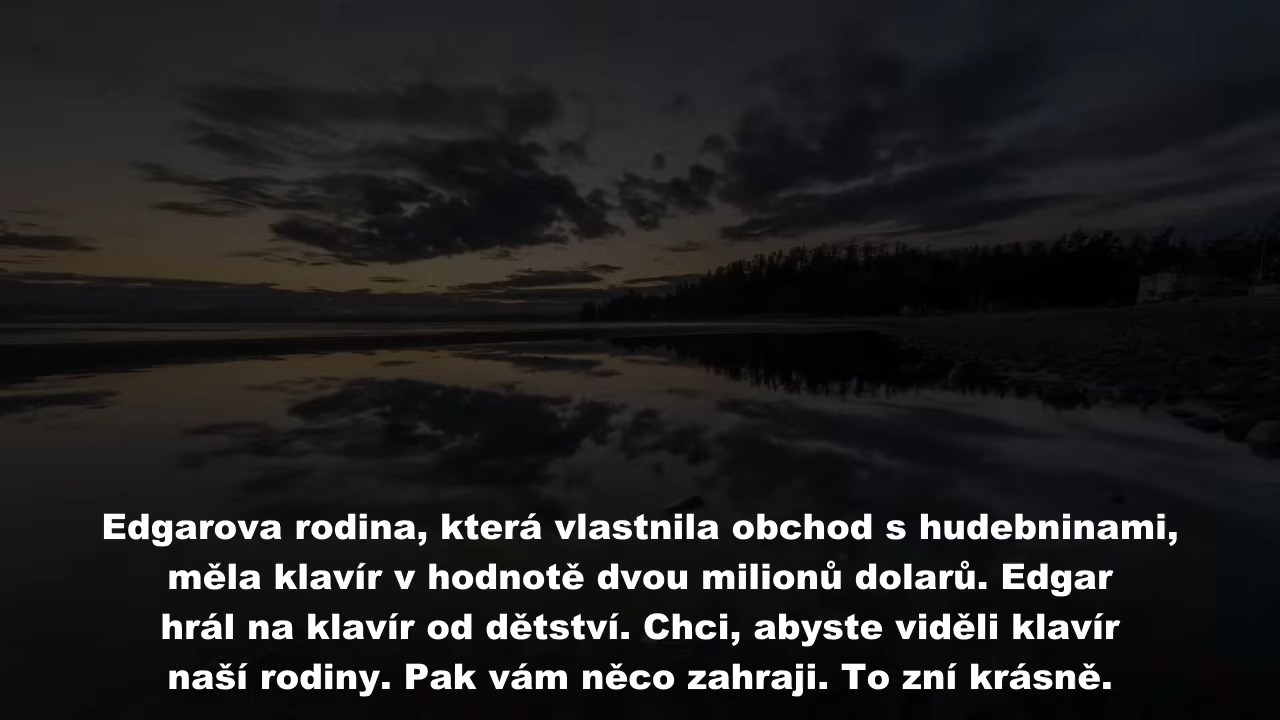 Edgarova rodina, která vlastnila obchod s hudebninami,
měla klavír v hodnotě dvou milionů dolarů. Edgar
hrál na klavír od dětství. Chci, abyste viděli klavír
naší rodiny. Pak vám něco zahraji. To zní krásně.